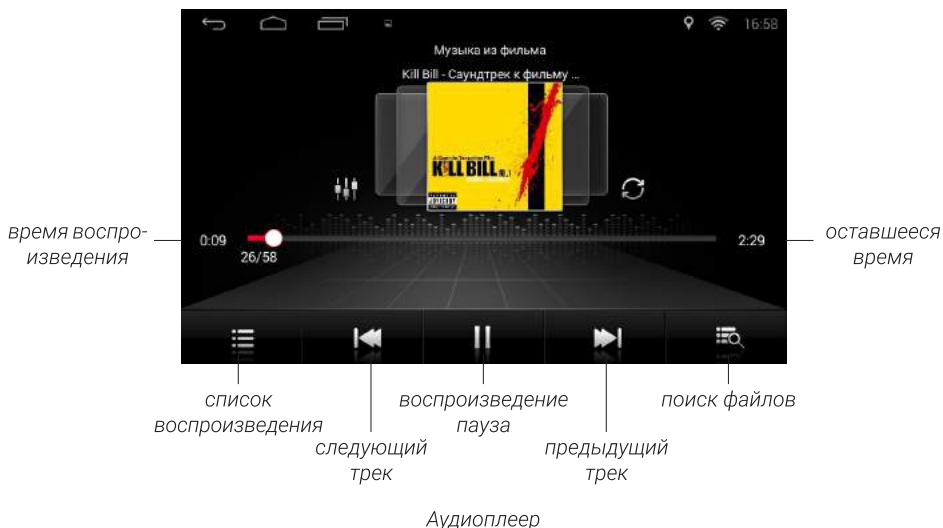 16:58
Музыка из фильма
Kill Bill - Саундтрек к фильму ...
KILL BILL
время воспро-
изведения
0:09
26/58
2:29
оставшееся
время
список
воспроизведения
следующий
трек
воспроизведение
пауза
предыдущий
трек
поиск файлов
Аудиоплеер